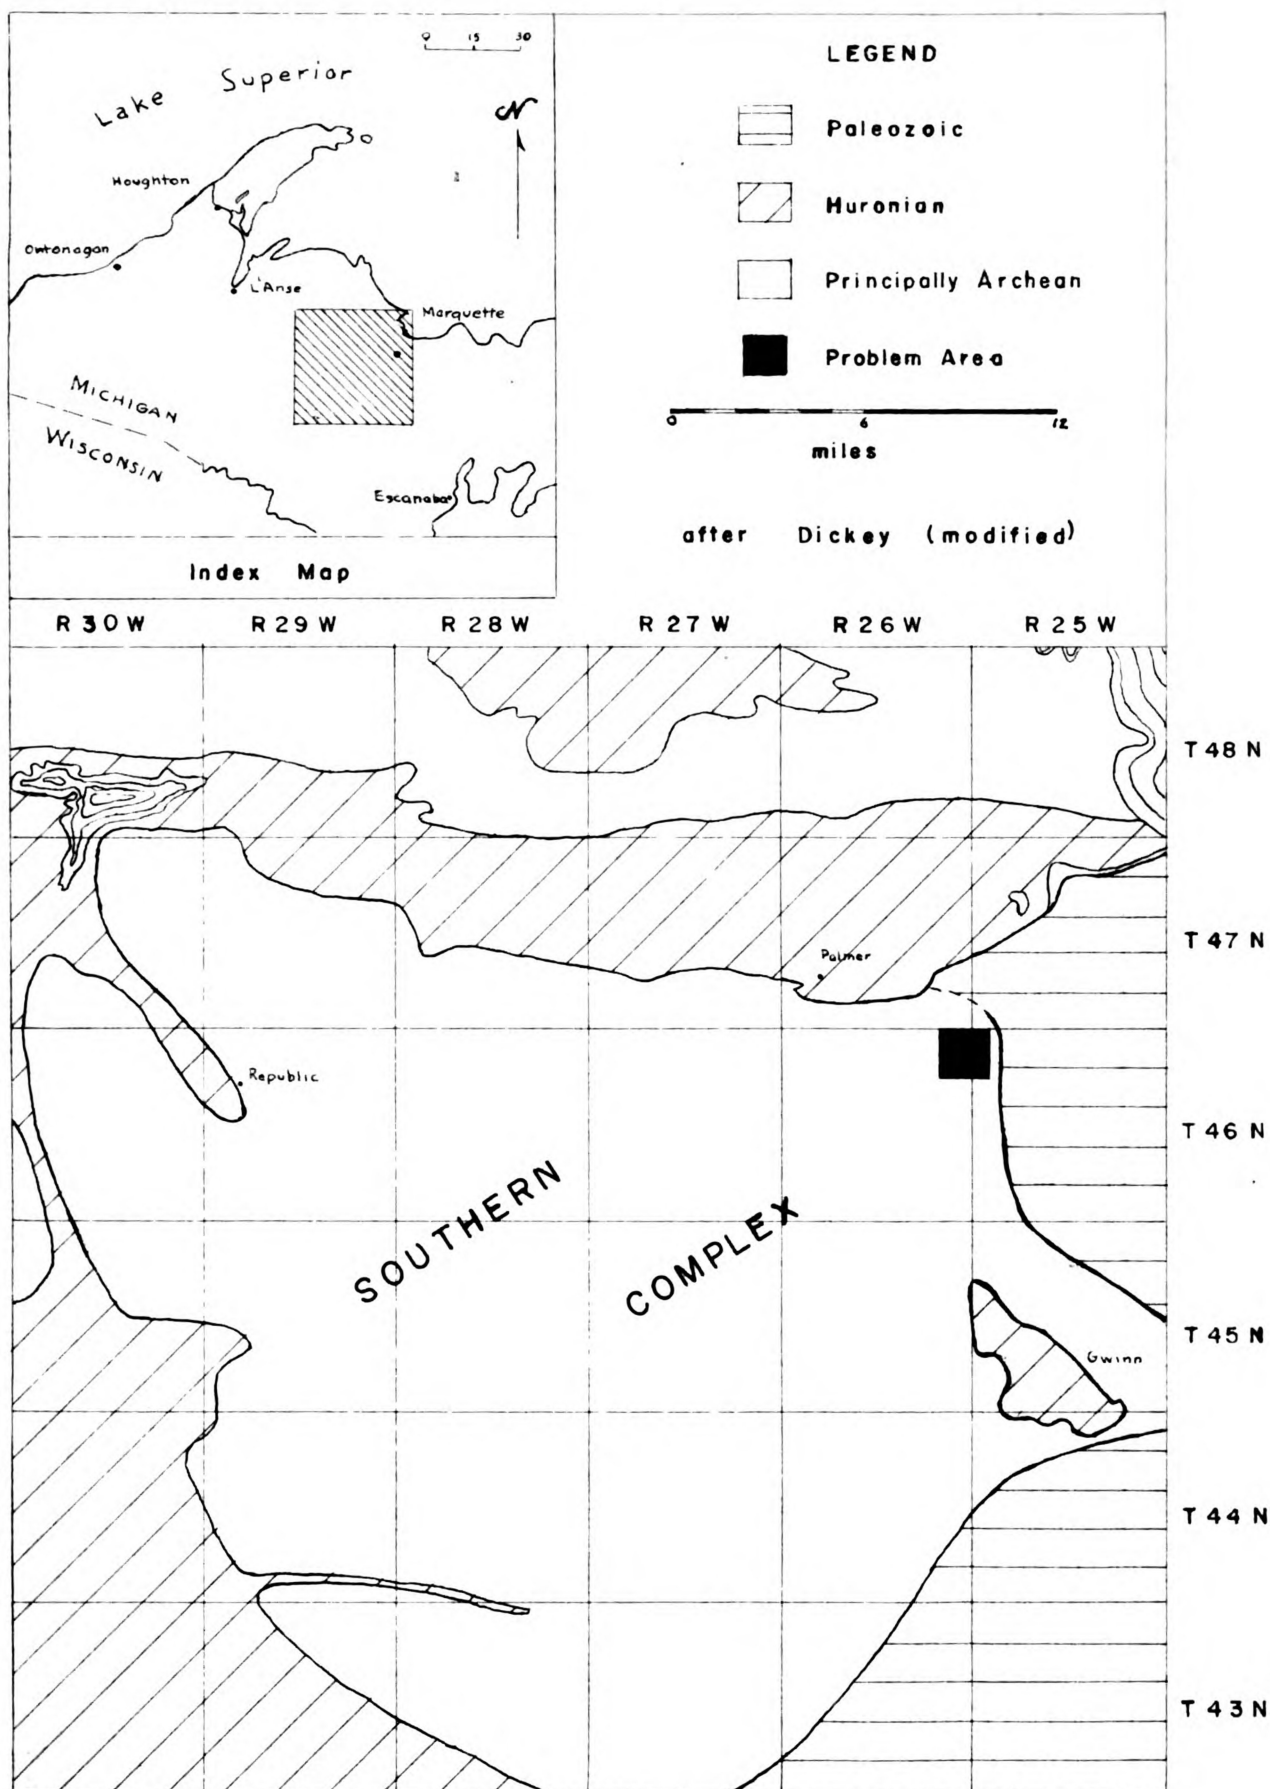 0 15 30
Lake Superior
N
Houghton
Ontonagon
L'Anse
Marquette
MICHIGAN
WISCONSIN
Escanaba
Index Map
LEGEND
Paleozoic
Huronian
Principally Archean
Problem Area
0 6 12
miles
after Dickey (modified)
R 30 W R 29 W R 28 W R 27 W R 26 W R 25 W
T 48 N
T 47 N
Palmer
Republic
T 46 N
SOUTHERN COMPLEX
T 45 N
Gwinn
T 44 N
T 43 N